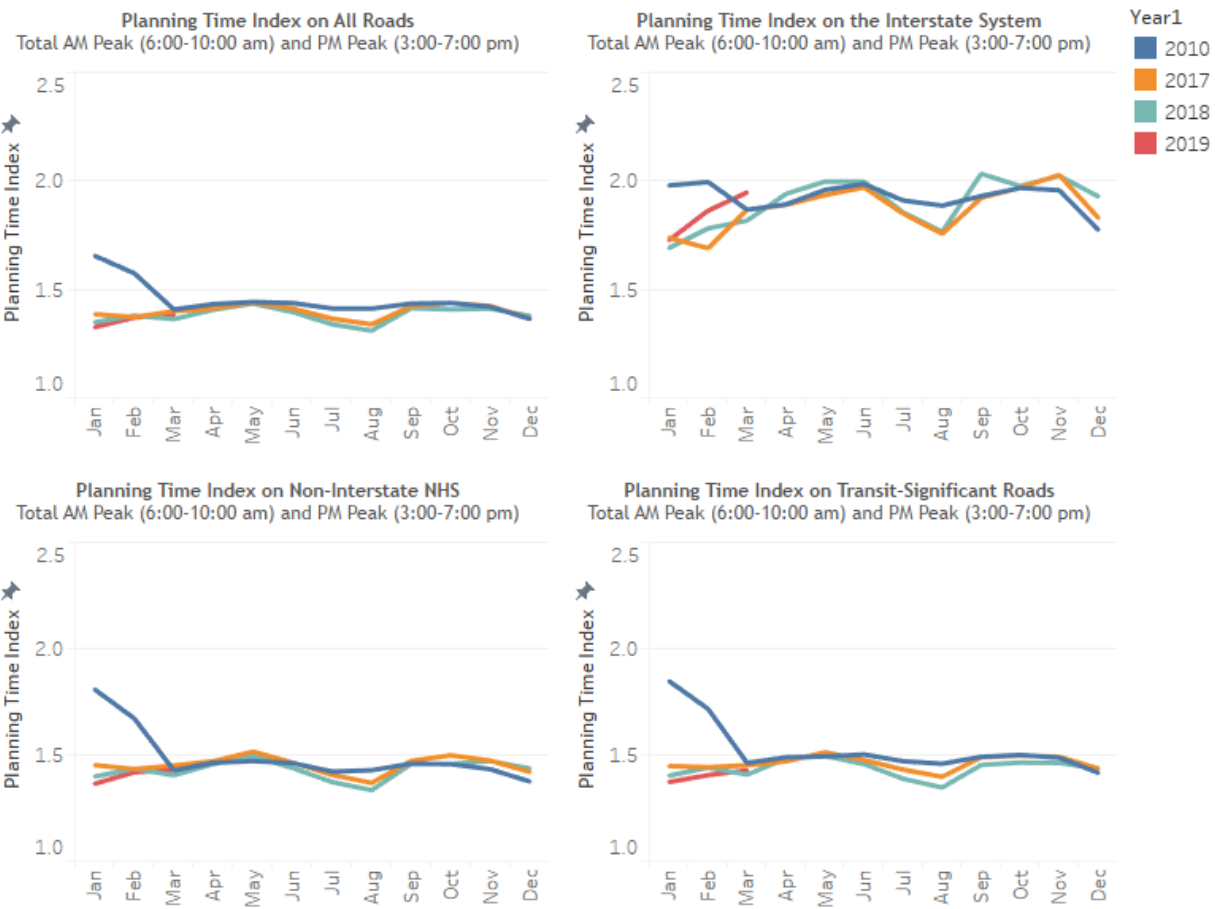 Planning Time Index on All Roads
Total AM Peak (6:00-10:00 am) and PM Peak (3:00-7:00 pm)
Planning Time Index
2.5
2.0
1.5
1.0
Jan Feb Mar Apr May Jun Jul Aug Sep Oct Nov Dec
Planning Time Index on the Interstate System
Total AM Peak (6:00-10:00 am) and PM Peak (3:00-7:00 pm)
Planning Time Index
2.5
2.0
1.5
1.0
Jan Feb Mar Apr May Jun Jul Aug Sep Oct Nov Dec
Year1
2010
2017
2018
2019
Planning Time Index on Non-Interstate NHS
Total AM Peak (6:00-10:00 am) and PM Peak (3:00-7:00 pm)
Planning Time Index
2.5
2.0
1.5
1.0
Jan Feb Mar Apr May Jun Jul Aug Sep Oct Nov Dec
Planning Time Index on Transit-Significant Roads
Total AM Peak (6:00-10:00 am) and PM Peak (3:00-7:00 pm)
Planning Time Index
2.5
2.0
1.5
1.0
Jan Feb Mar Apr May Jun Jul Aug Sep Oct Nov Dec